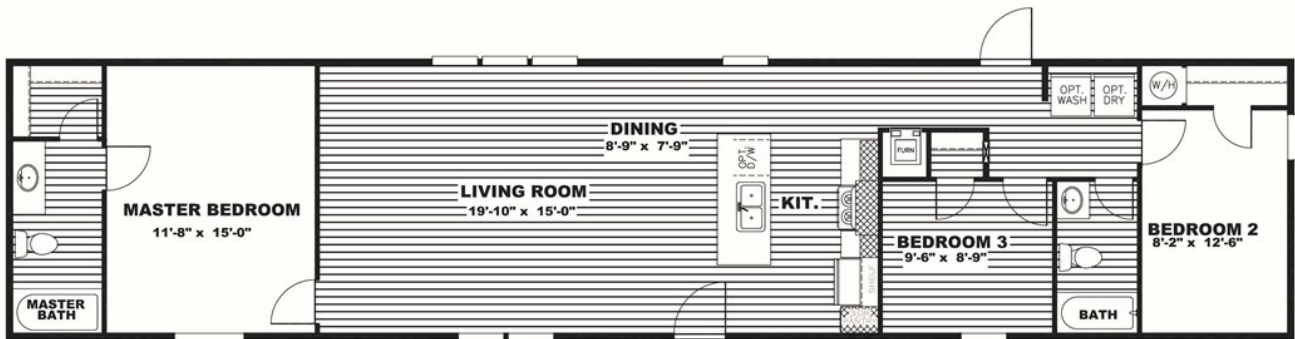 MASTER BEDROOM
11'-8" x 15'-0"
MASTER
BATH
DINING
8'-9" x 7'-9"
LIVING ROOM
19'-10" x 15'-0"
OPT.
D/W
KIT.
SHELF
FURN
BEDROOM 3
9'-6" x 8'-9"
OPT.
WASH
OPT.
DRY
W/H
BEDROOM 2
8'-2" x 12'-6"
BATH